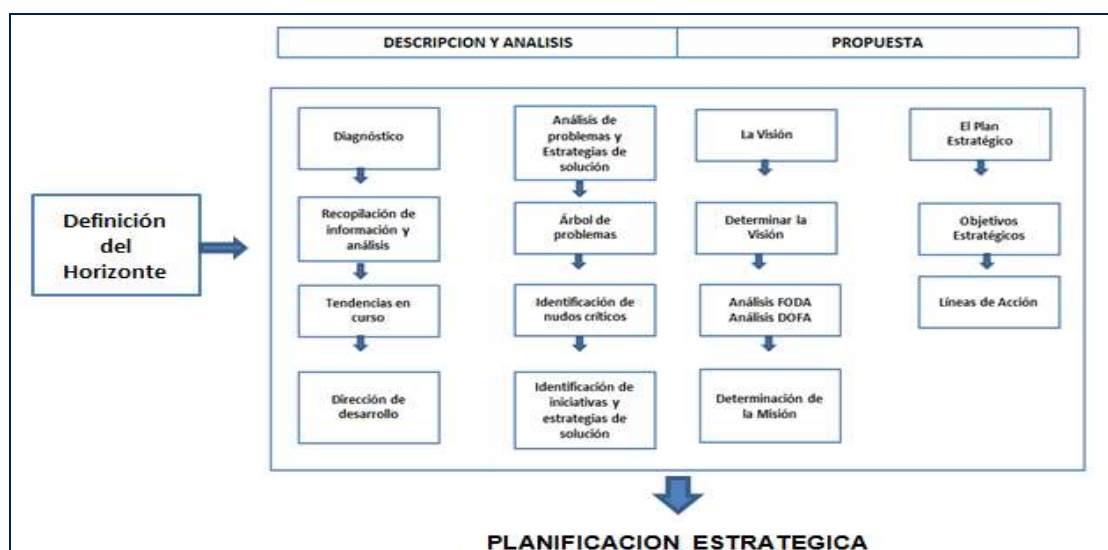 DESCRIPCION Y ANALISIS
PROPUESTA
Definición
del
Horizonte
Diagnóstico
Recopilación de
información y
análisis
Tendencias en
curso
Dirección de
desarrollo
Análisis de
problemas y
Estrategias de
solución
Árbol de
problemas
Identificación de
nudos críticos
Identificación de
iniciativas y
estrategias de
solución
La Visión
Determinar la
Visión
Análisis FODA
Análisis DOFA
Determinación de
la Misión
El Plan
Estratégico
Objetivos
Estratégicos
Líneas de Acción
PLANIFICACION ESTRATEGICA